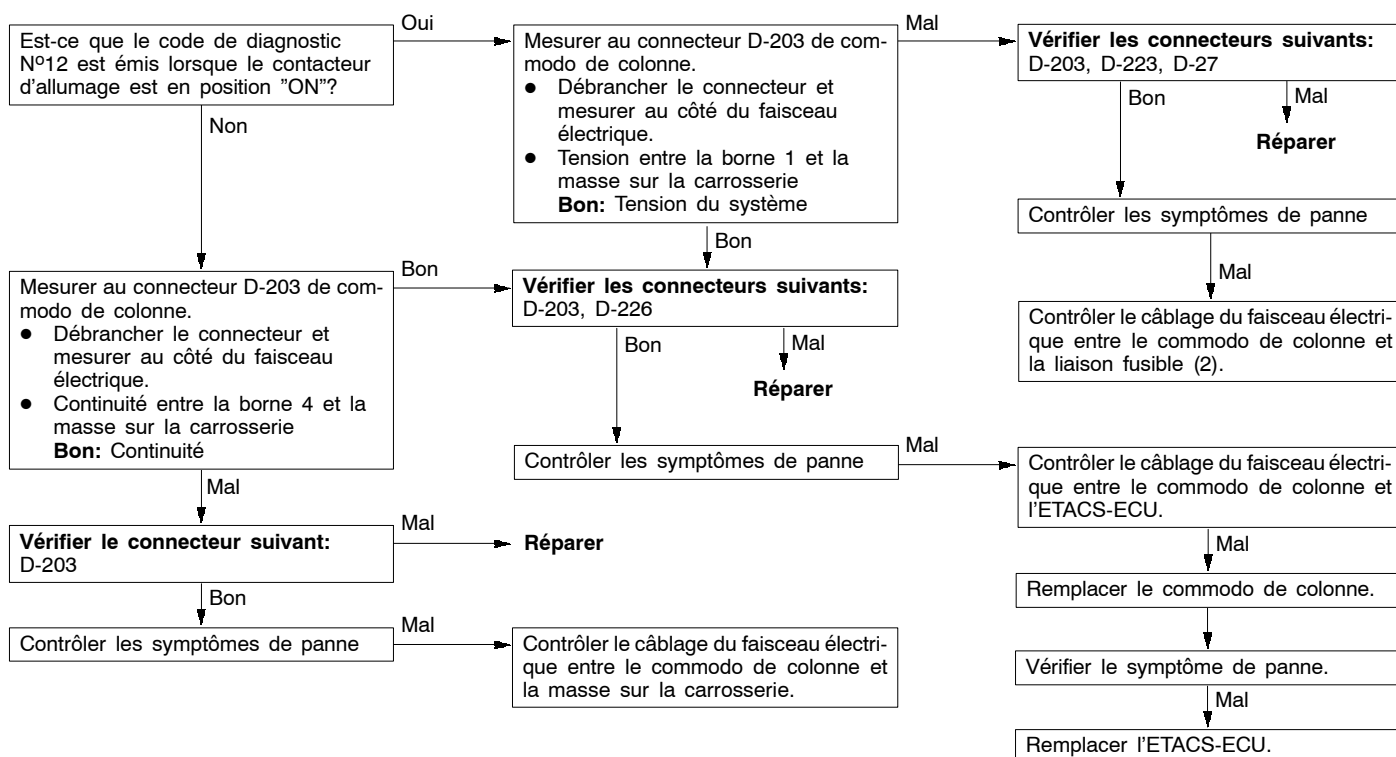 Est-ce que le code de diagnostic
Nº12 est émis lorsque le contacteur
d'allumage est en position "ON"?
Oui
Non
Mesurer au connecteur D-203 de com-
modo de colonne.
● Débrancher le connecteur et
mesurer au côté du faisceau
électrique.
● Tension entre la borne 1 et la
masse sur la carrosserie
Bon: Tension du système
Mal
Bon
Vérifier les connecteurs suivants:
D-203, D-223, D-27
Bon
Mal
Réparer
Contrôler les symptômes de panne
Mal
Contrôler le câblage du faisceau électri-
que entre le commodo de colonne et
la liaison fusible (2).
Mesurer au connecteur D-203 de com-
modo de colonne.
● Débrancher le connecteur et
mesurer au côté du faisceau
électrique.
● Continuité entre la borne 4 et la
masse sur la carrosserie
Bon: Continuité
Bon
Mal
Vérifier les connecteurs suivants:
D-203, D-226
Bon
Mal
Réparer
Contrôler les symptômes de panne
Mal
Contrôler le câblage du faisceau électri-
que entre le commodo de colonne et
l'ETACS-ECU.
Mal
Remplacer le commodo de colonne.
Vérifier le symptôme de panne.
Mal
Remplacer l'ETACS-ECU.
Vérifier le connecteur suivant:
D-203
Mal
Réparer
Bon
Contrôler les symptômes de panne
Mal
Contrôler le câblage du faisceau électri-
que entre le commodo de colonne et
la masse sur la carrosserie.